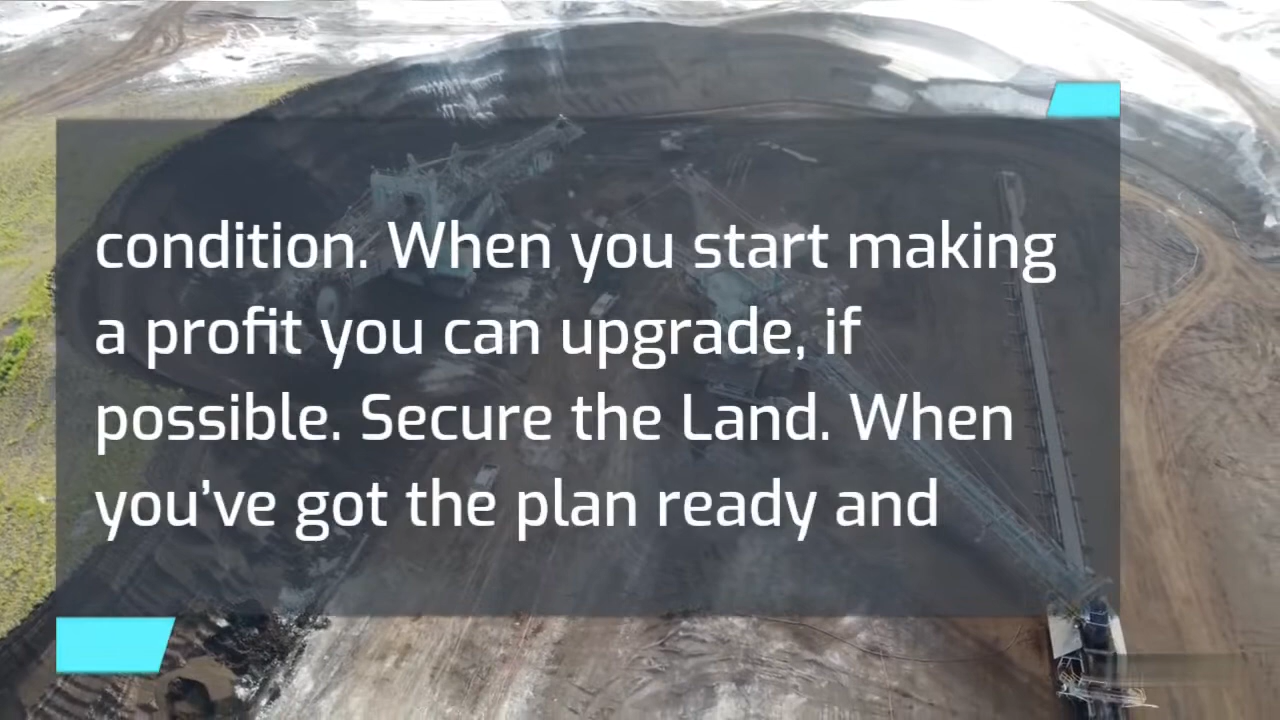 condition. When you start making
a profit you can upgrade, if
possible. Secure the Land. When
you’ve got the plan ready and